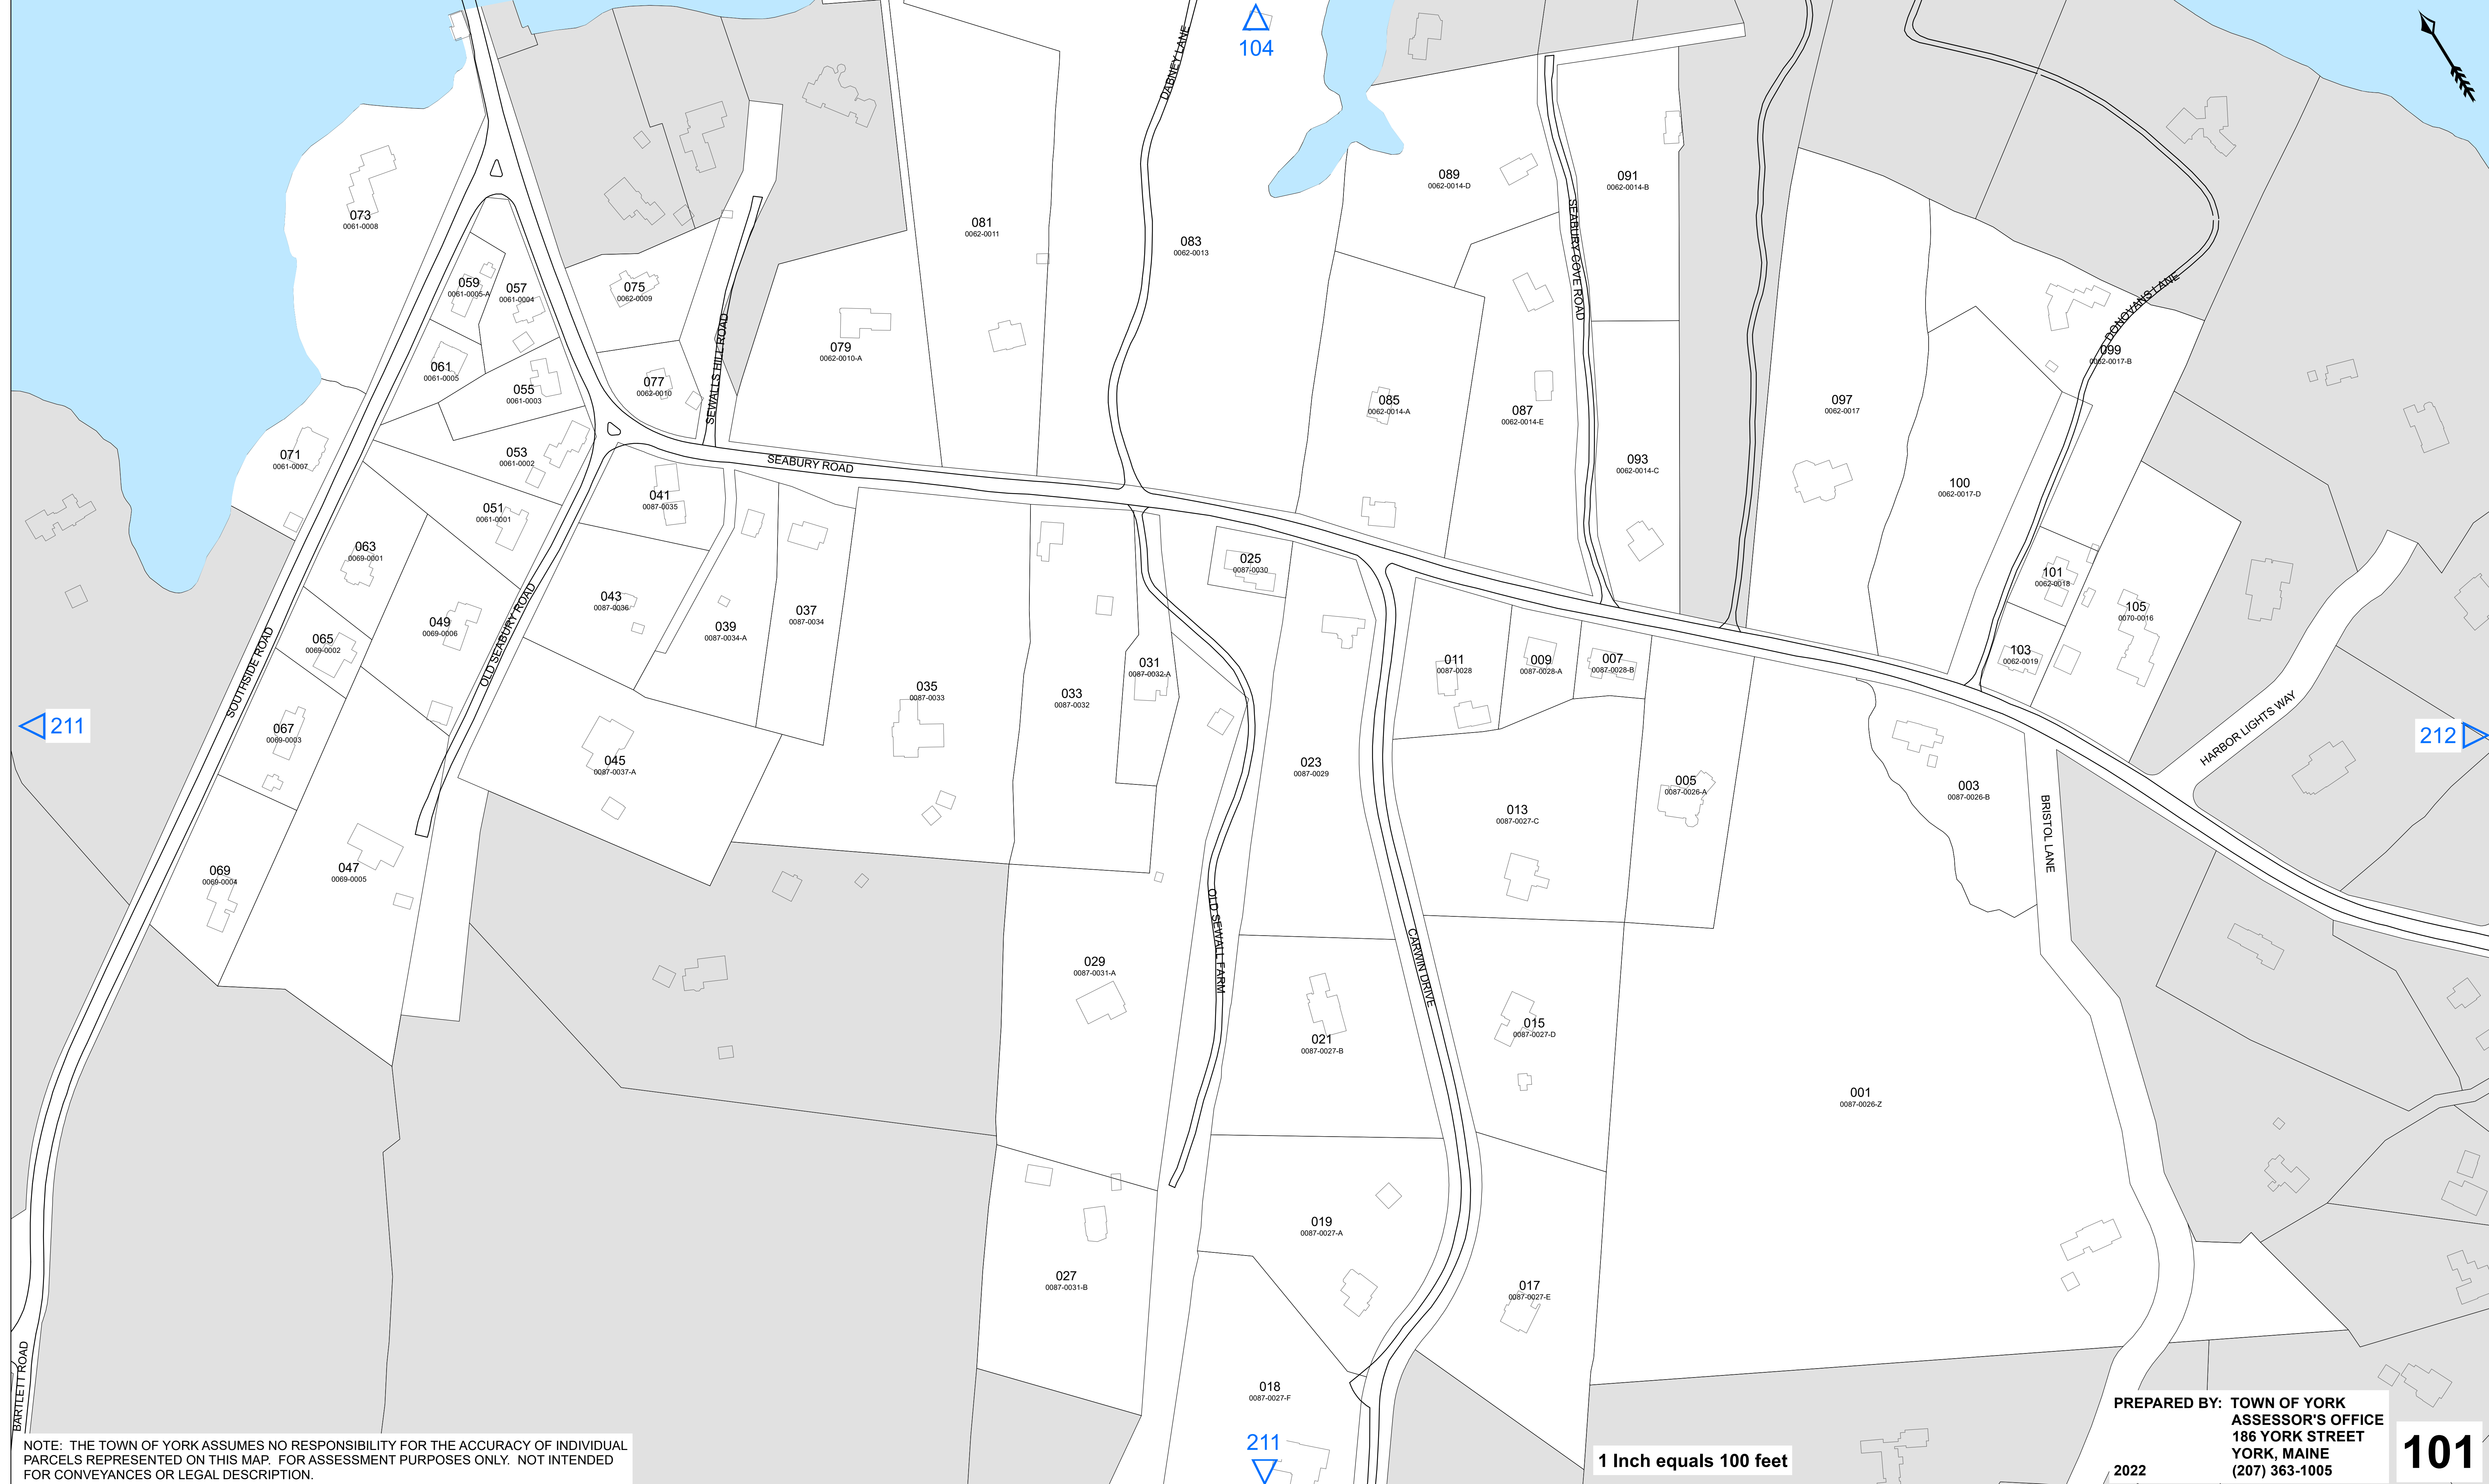 104
DABNEY LANE
073
0061-0008
089
0062-0014-D
091
0062-0014-B
081
0062-0011
083
0062-0013
SEABURY COVE ROAD
059
0061-0005-A
057
0061-0004
075
0062-0009
DONOVANS LANE
099
0062-0017-B
079
0062-0010-A
SEWALLS HILL ROAD
061
0061-0005
055
0061-0003
077
0062-0010
085
0062-0014-A
087
0062-0014-E
097
0062-0017
071
0061-0007
053
0061-0002
SEABURY ROAD
093
0062-0014-C
100
0062-0017-D
051
0061-0001
041
0087-0035
063
0069-0001
025
0087-0030
101
0062-0018
043
0087-0036
037
0087-0034
105
0070-0016
049
0069-0006
039
0087-0034-A
OLD SEABURY ROAD
065
0069-0002
SOUTHSIDE ROAD
031
0087-0032-A
011
0087-0028
009
0087-0028-A
007
0087-0028-B
103
0062-0019
035
0087-0033
033
0087-0032
211
067
0069-0003
212
HARBOR LIGHTS WAY
045
0087-0037-A
023
0087-0029
005
0087-0026-A
003
0087-0026-B
013
0087-0027-C
BRISTOL LANE
069
0069-0004
047
0069-0005
OLD SEWALL FARM
CARWIN DRIVE
029
0087-0031-A
015
0087-0027-D
021
0087-0027-B
001
0087-0026-Z
019
0087-0027-A
027
0087-0031-B
017
0087-0027-E
018
0087-0027-F
BARTLETT ROAD
211
NOTE: THE TOWN OF YORK ASSUMES NO RESPONSIBILITY FOR THE ACCURACY OF INDIVIDUAL
PARCELS REPRESENTED ON THIS MAP. FOR ASSESSMENT PURPOSES ONLY. NOT INTENDED
FOR CONVEYANCES OR LEGAL DESCRIPTION.
1 Inch equals 100 feet
PREPARED BY: TOWN OF YORK
ASSESSOR'S OFFICE
186 YORK STREET
YORK, MAINE
2022 (207) 363-1005
101